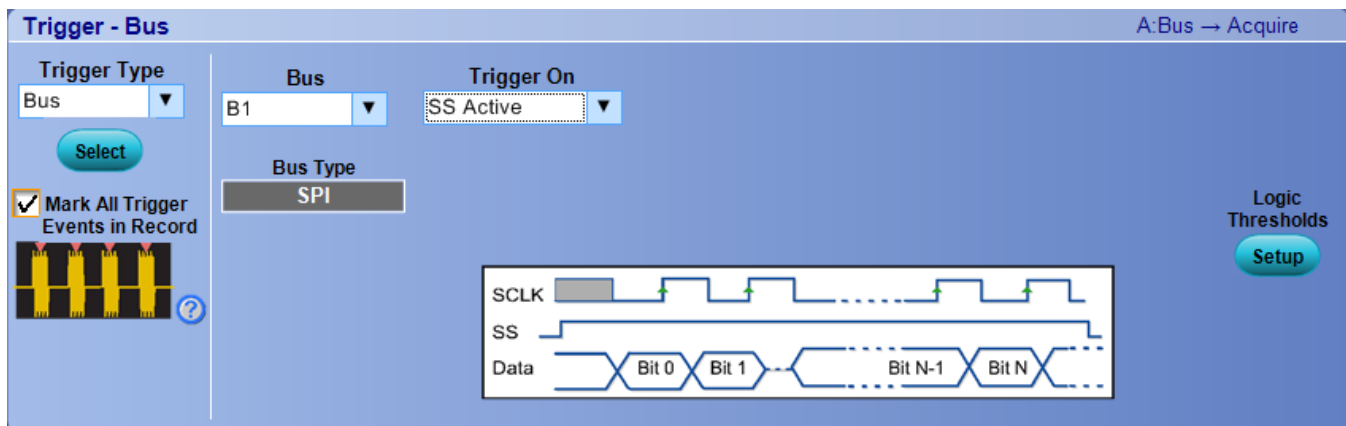 Trigger - Bus
A:Bus → Acquire
Trigger Type
Bus
Select
Mark All Trigger
Events in Record
?
Bus
B1
Trigger On
SS Active
Bus Type
SPI
Logic
Thresholds
Setup
SCLK
SS
Data
Bit 0
Bit 1
Bit N-1
Bit N